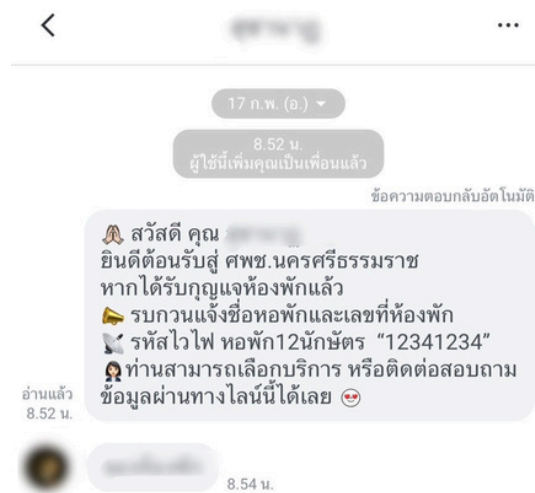 17 ก.พ. (อ.)
8.52 น.
ผู้ใช้นี้เพิ่มคุณเป็นเพื่อนแล้ว
ข้อความตอบกลับอัตโนมัติ
🙏🏻 สวัสดี คุณ
ยินดีต้อนรับสู่ ศพช.นครศรีธรรมราช
หากได้รับกุญแจห้องพักแล้ว
📣 รบกวนแจ้งชื่อหอพักและเลขที่ห้องพัก
📡 รหัสไวไฟ หอพัก12นักษัตร “12341234”
👩🏻‍💼ท่านสามารถเลือกบริการ หรือติดต่อสอบถาม
ข้อมูลผ่านทางไลน์นี้ได้เลย 😍
อ่านแล้ว
8.52 น.
8.54 น.